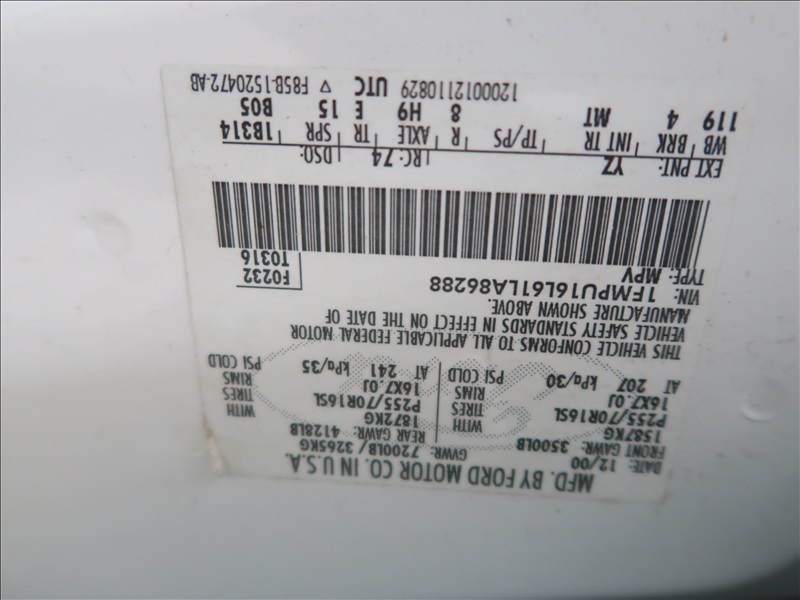 MFD. BY FORD MOTOR CO. IN U.S.A.
DATE: 12/00 GVWR: 7200LB/ 3265KG
FRONT GAWR: 3500LB REAR GAWR: 4128LB
1587KG WITH 1872KG WITH
P255/70R16SL TIRES P255/70R16SL TIRES
16X7.0J RIMS 16X7.0J RIMS
AT 207 kPa/30 PSI COLD AT 241 kPa/35 PSI COLD
THIS VEHICLE CONFORMS TO ALL APPLICABLE FEDERAL MOTOR
VEHICLE SAFETY STANDARDS IN EFFECT ON THE DATE OF
MANUFACTURE SHOWN ABOVE.
VIN: 1FMPU16L61LA86288 F0232
TYPE: MPV T0316
EXT PNT: YZ RC: 74 DSO:
WB BRK INT TR TP/PS R AXLE TR SPR 1B314
119 4 MT 8 H9 E 15 B05
1200012110829 UTC ▽ F85B-1520472-AB